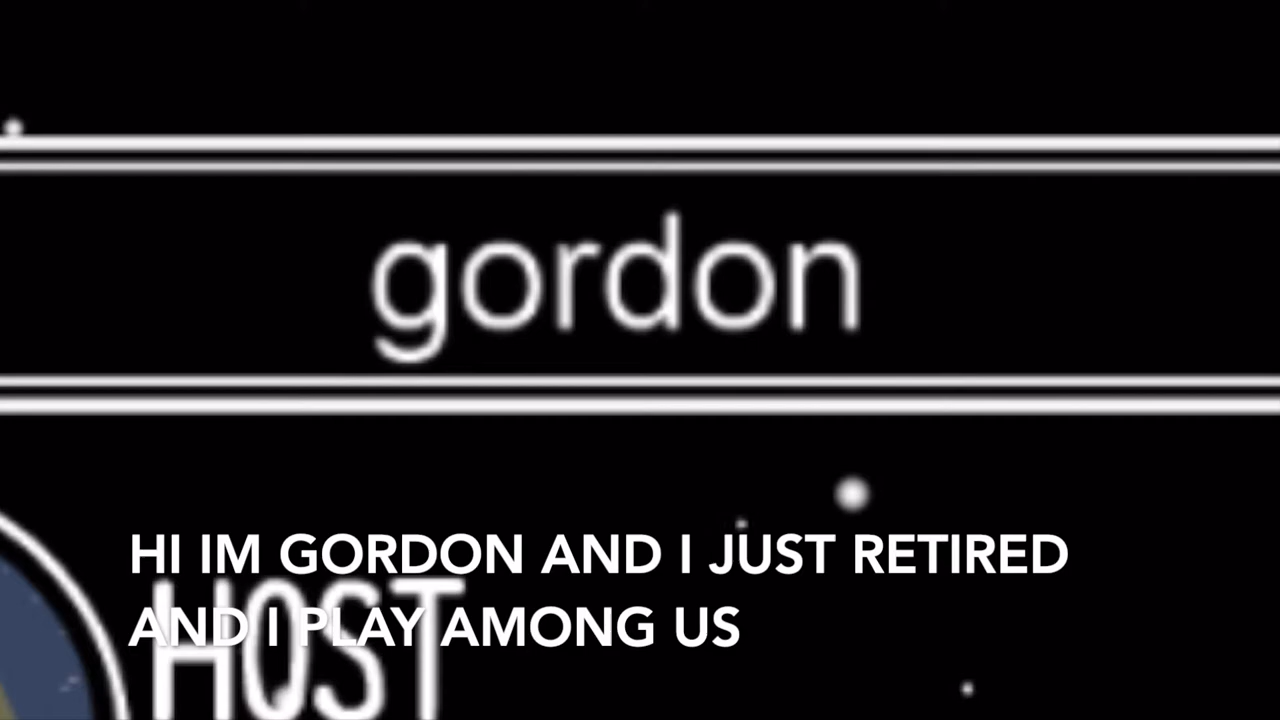 gordon
HI IM GORDON AND I JUST RETIRED
AND I PLAY AMONG US
HOST